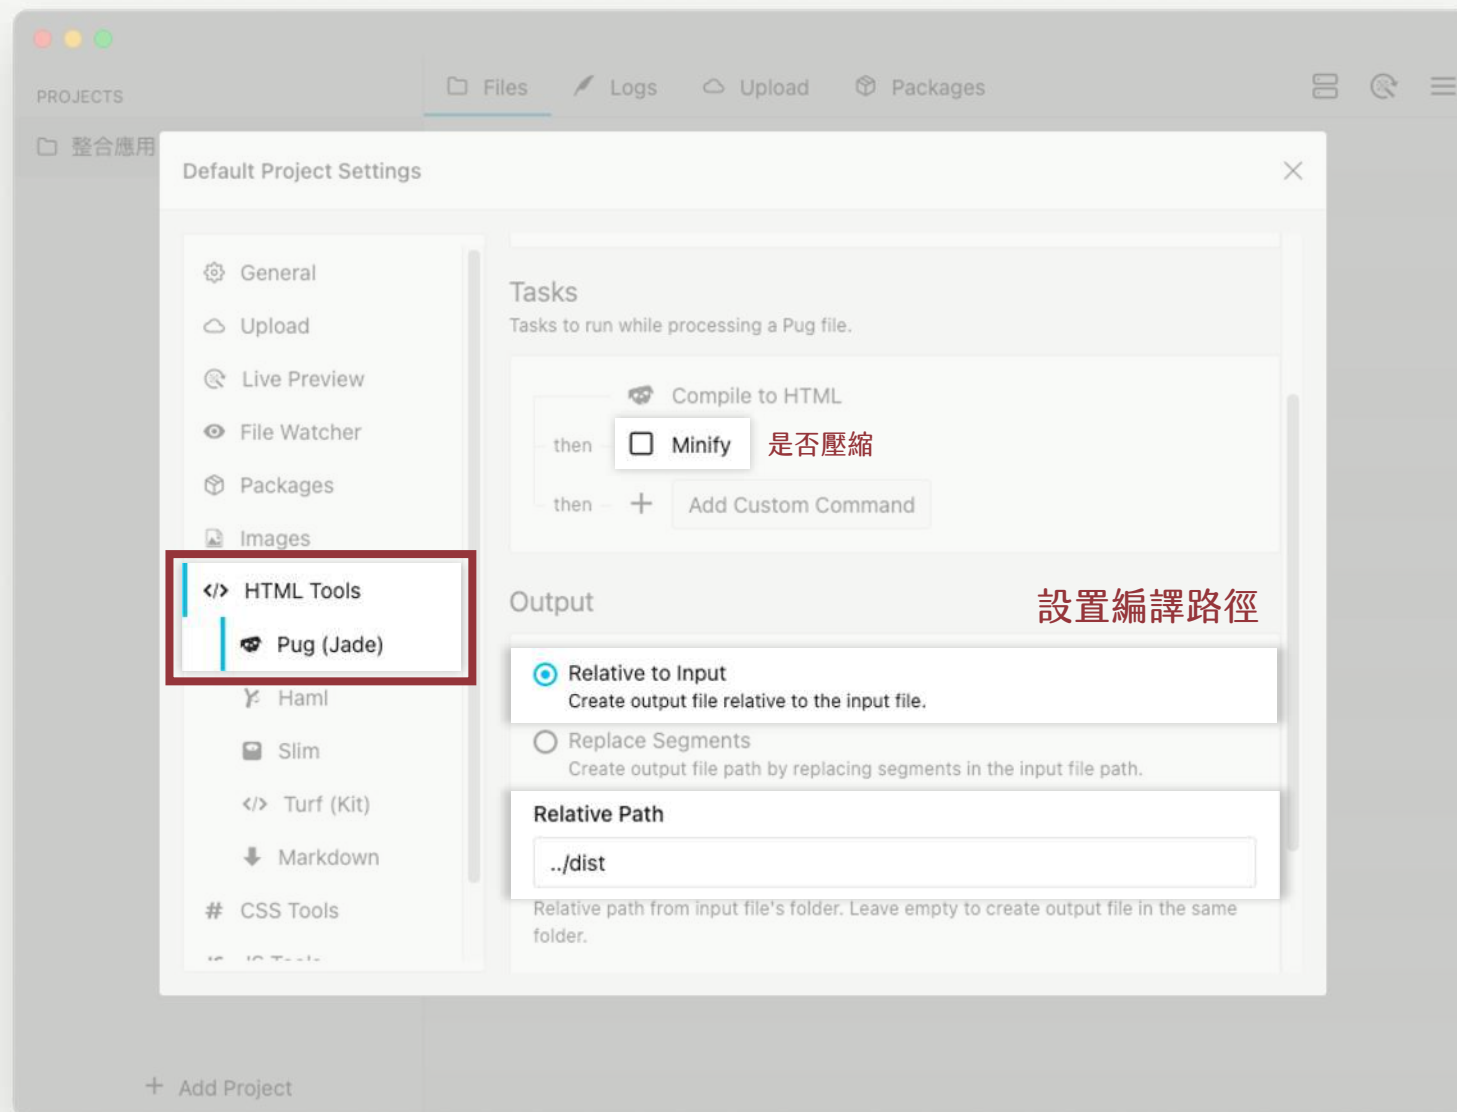 PROJECTS
Files
Logs
Upload
Packages
整合應用
Default Project Settings
General
Upload
Live Preview
File Watcher
Packages
Images
HTML Tools
Pug (Jade)
Haml
Slim
Turf (Kit)
Markdown
# CSS Tools
Tasks
Tasks to run while processing a Pug file.
Compile to HTML
then Minify 是否壓縮
then + Add Custom Command
Output
設置編譯路徑
Relative to Input
Create output file relative to the input file.
Replace Segments
Create output file path by replacing segments in the input file path.
Relative Path
../dist
Relative path from input file's folder. Leave empty to create output file in the same
folder.
+ Add Project